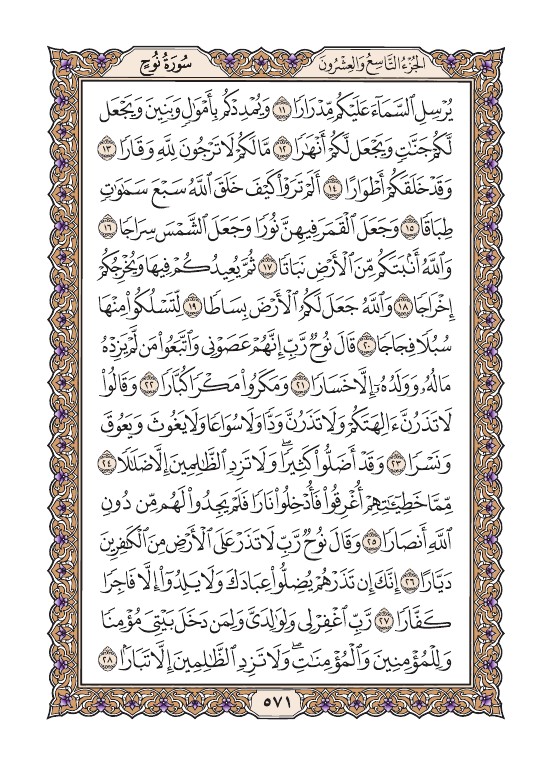 الجُزْءُ التَّاسِعُ وَالعِشْرُونَ
سُورَةُ نُوحٍ
يُرْسِلِ ٱلسَّمَآءَ عَلَيْكُم مِّدْرَارًا ١١ وَيُمْدِدْكُم بِأَمْوَٰلٍ وَبَنِينَ وَيَجْعَل
لَّكُمْ جَنَّٰتٍ وَيَجْعَل لَّكُمْ أَنْهَٰرًا ١٢ مَّا لَكُمْ لَا تَرْجُونَ لِلَّهِ وَقَارًا ١٣
وَقَدْ خَلَقَكُمْ أَطْوَارًا ١٤ أَلَمْ تَرَوْا۟ كَيْفَ خَلَقَ ٱللَّهُ سَبْعَ سَمَٰوَٰتٍ
طِبَاقًا ١٥ وَجَعَلَ ٱلْقَمَرَ فِيهِنَّ نُورًا وَجَعَلَ ٱلشَّمْسَ سِرَاجًا ١٦
وَٱللَّهُ أَنۢبَتَكُم مِّنَ ٱلْأَرْضِ نَبَاتًا ١٧ ثُمَّ يُعِيدُكُمْ فِيهَا وَيُخْرِجُكُمْ
إِخْرَاجًا ١٨ وَٱللَّهُ جَعَلَ لَكُمُ ٱلْأَرْضَ بِسَاطًا ١٩ لِّتَسْلُكُوا۟ مِنْهَا
سُبُلًا فِجَاجًا ٢٠ قَالَ نُوحٌ رَّبِّ إِنَّهُمْ عَصَوْنِى وَٱتَّبَعُوا۟ مَن لَّمْ يَزِدْهُ
مَالُهُۥ وَوَلَدُهُۥٓ إِلَّا خَسَارًا ٢١ وَمَكَرُوا۟ مَكْرًا كُبَّارًا ٢٢ وَقَالُوا۟
لَا تَذَرُنَّ ءَالِهَتَكُمْ وَلَا تَذَرُنَّ وَدًّا وَلَا سُوَاعًا وَلَا يَغُوثَ وَيَعُوقَ
وَنَسْرًا ٢٣ وَقَدْ أَضَلُّوا۟ كَثِيرًا ۖ وَلَا تَزِدِ ٱلظَّٰلِمِينَ إِلَّا ضَلَٰلًا ٢٤
مِّمَّا خَطِيٓـَٰٔتِهِمْ أُغْرِقُوا۟ فَأُدْخِلُوا۟ نَارًا فَلَمْ يَجِدُوا۟ لَهُم مِّن دُونِ
ٱللَّهِ أَنصَارًا ٢٥ وَقَالَ نُوحٌ رَّبِّ لَا تَذَرْ عَلَى ٱلْأَرْضِ مِنَ ٱلْكَٰفِرِينَ
دَيَّارًا ٢٦ إِنَّكَ إِن تَذَرْهُمْ يُضِلُّوا۟ عِبَادَكَ وَلَا يَلِدُوٓا۟ إِلَّا فَاجِرًا
كَفَّارًا ٢٧ رَّبِّ ٱغْفِرْ لِى وَلِوَٰلِدَىَّ وَلِمَن دَخَلَ بَيْتِىَ مُؤْمِنًا
وَلِلْمُؤْمِنِينَ وَٱلْمُؤْمِنَٰتِ ۖ وَلَا تَزِدِ ٱلظَّٰلِمِينَ إِلَّا تَبَارًۢا ٢٨
٥٧١